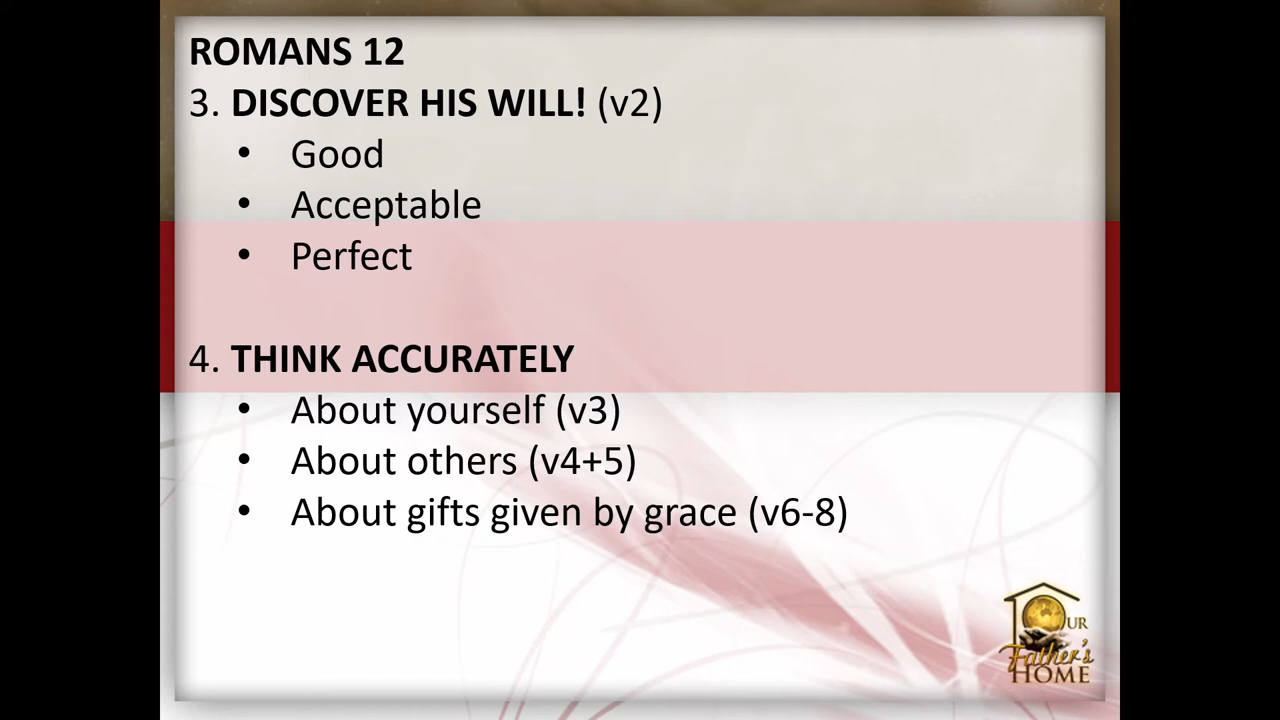 ROMANS 12
3. DISCOVER HIS WILL! (v2)
• Good
• Acceptable
• Perfect
4. THINK ACCURATELY
• About yourself (v3)
• About others (v4+5)
• About gifts given by grace (v6-8)
OUR
Father's
HOME